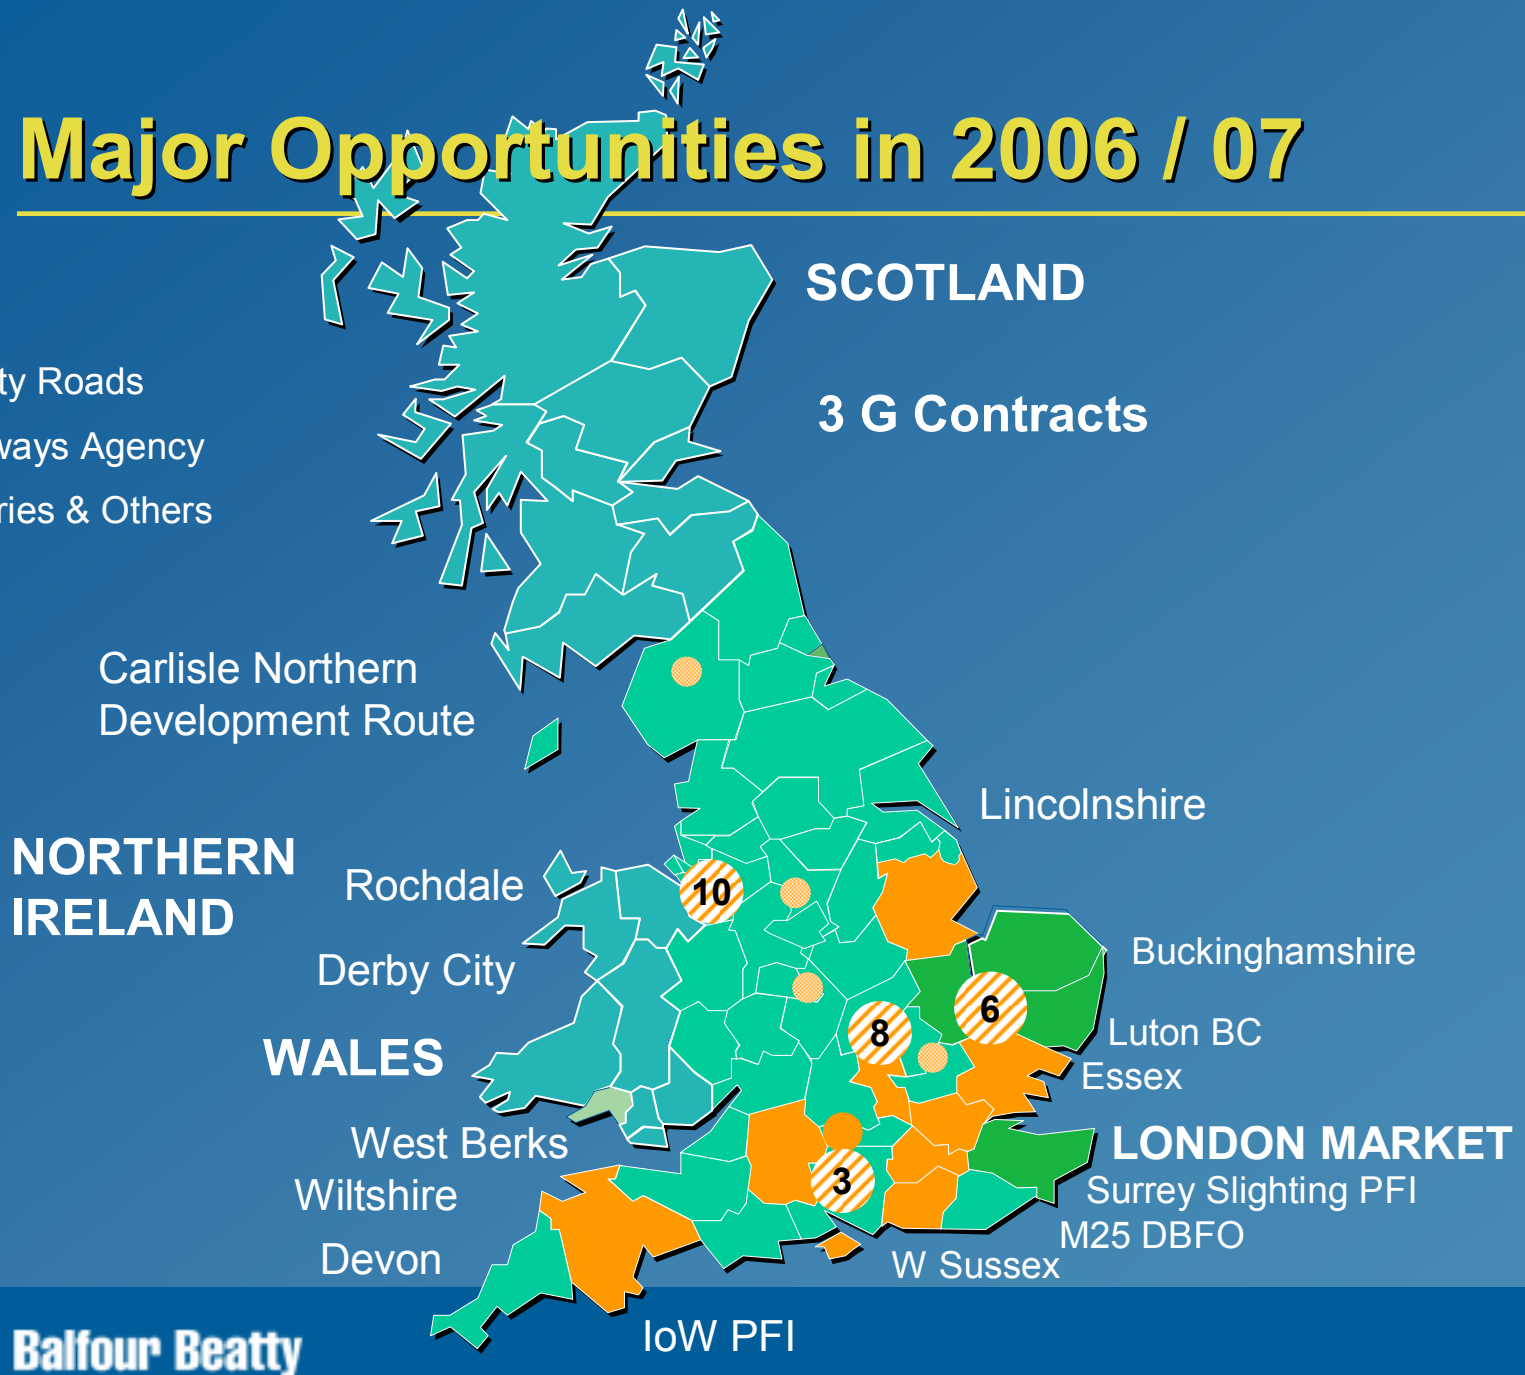 Major Opportunities in 2006 / 07
SCOTLAND
3 G Contracts
ty Roads
ways Agency
ries & Others
Carlisle Northern
Development Route
Lincolnshire
NORTHERN
IRELAND
Rochdale
10
Derby City
Buckinghamshire
6
8
Luton BC
WALES
Essex
West Berks
LONDON MARKET
3
Wiltshire
Surrey Slighting PFI
M25 DBFO
Devon
W Sussex
IoW PFI
Balfour Beatty